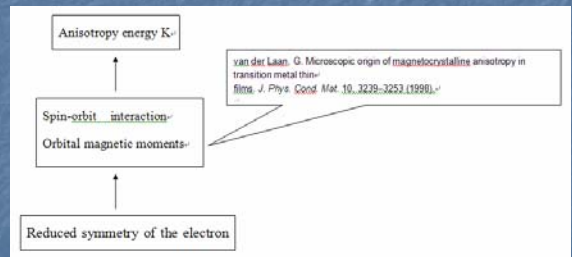 Anisotropy energy K
van der Laan, G. Microscopic origin of magnetocrystalline anisotropy in
transition metal thin
films. J. Phys. Cond. Mat. 10, 3239–3253 (1998).
Spin-orbit interaction
Orbital magnetic moments
Reduced symmetry of the electron